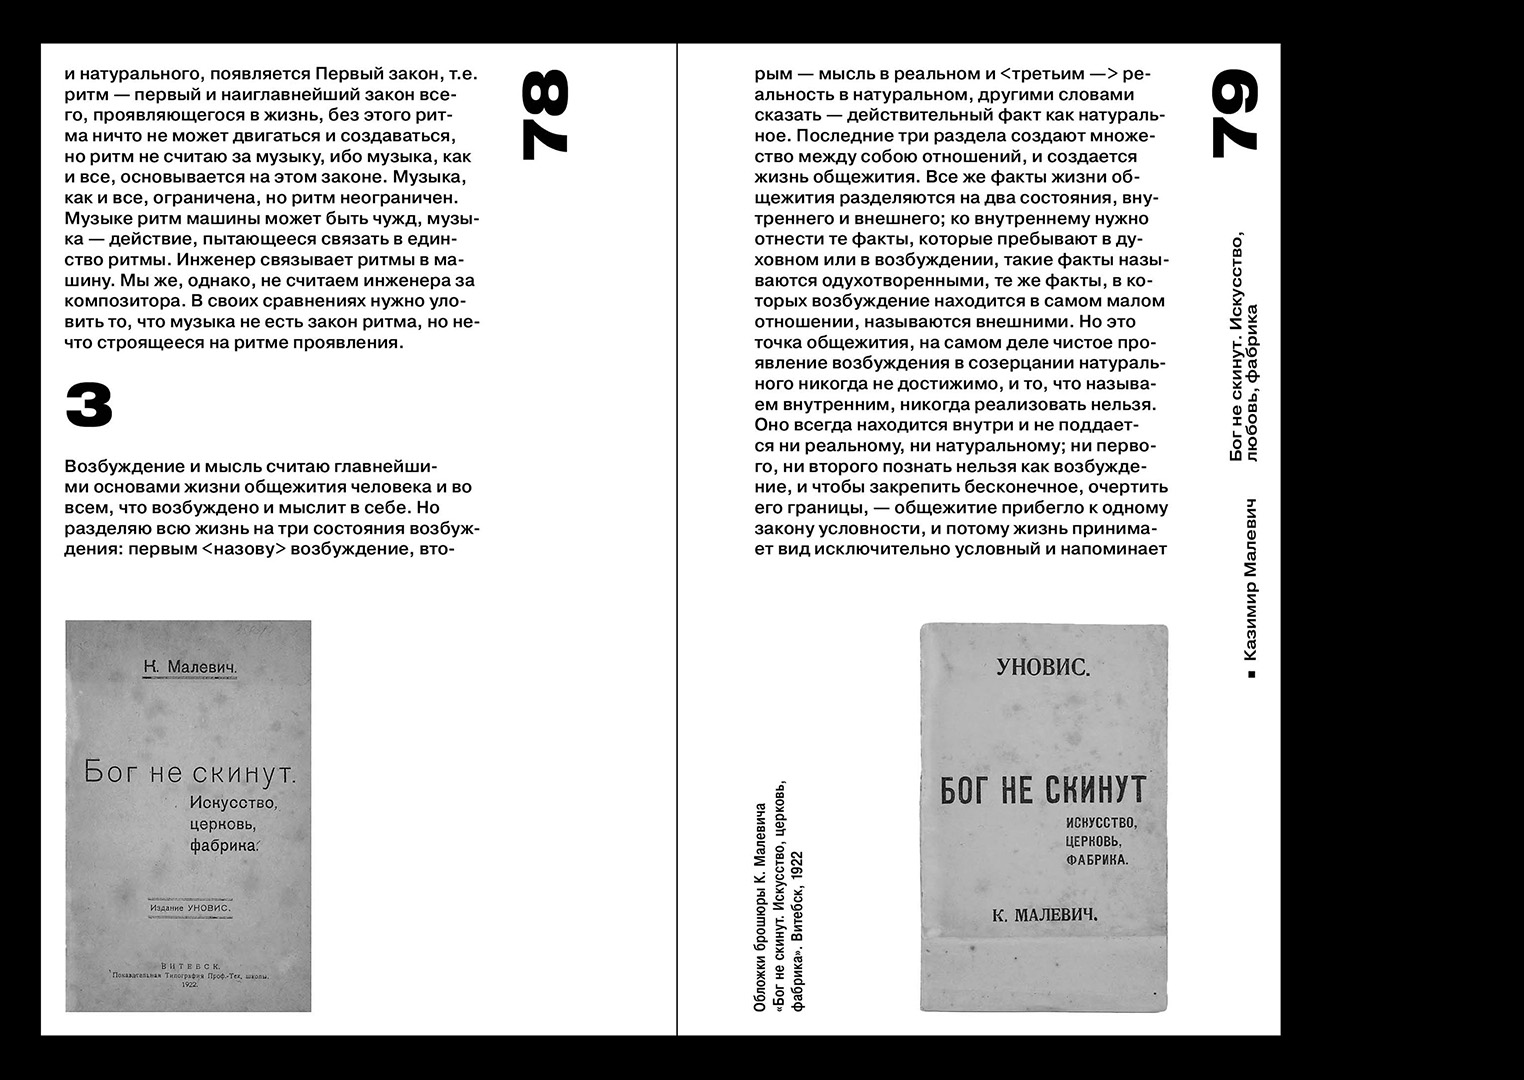 и натурального, появляется Первый закон, т.е.
ритм — первый и наиглавнейший закон все-
го, проявляющегося в жизнь, без этого рит-
ма ничто не может двигаться и создаваться,
но ритм не считаю за музыку, ибо музыка, как
и все, основывается на этом законе. Музыка,
как и все, ограничена, но ритм неограничен.
Музыке ритм машины может быть чужд, музы-
ка — действие, пытающееся связать в един-
ство ритмы. Инженер связывает ритмы в ма-
шину. Мы же, однако, не считаем инженера за
композитора. В своих сравнениях нужно уло-
вить то, что музыка не есть закон ритма, но не-
что строящееся на ритме проявления.
3
Возбуждение и мысль считаю главнейши-
ми основами жизни общежития человека и во
всем, что возбуждено и мыслит в себе. Но
разделяю всю жизнь на три состояния возбуж-
дения: первым <назову> возбуждение, вто-
78
К. Малевич.
Бог не скинут.
Искусство,
церковь,
фабрика.
Издание УНОВИС.
ВИТЕБСК.
Показательная Типография Проф.-Тех. школы.
1922.
рым — мысль в реальном и <третьим —> ре-
альность в натуральном, другими словами
сказать — действительный факт как натураль-
ное. Последние три раздела создают множе-
ство между собою отношений, и создается
жизнь общежития. Все же факты жизни об-
щежития разделяются на два состояния, вну-
треннего и внешнего; ко внутреннему нужно
отнести те факты, которые пребывают в ду-
ховном или в возбуждении, такие факты назы-
ваются одухотворенными, те же факты, в ко-
торых возбуждение находится в самом малом
отношении, называются внешними. Но это
точка общежития, на самом деле чистое про-
явление возбуждения в созерцании натураль-
ного никогда не достижимо, и то, что называ-
ем внутренним, никогда реализовать нельзя.
Оно всегда находится внутри и не поддает-
ся ни реальному, ни натуральному; ни перво-
го, ни второго познать нельзя как возбужде-
ние, и чтобы закрепить бесконечное, очертить
его границы, — общежитие прибегло к одному
закону условности, и потому жизнь принима-
ет вид исключительно условный и напоминает
79
▪ Казимир Малевич
Бог не скинут. Искусство,
любовь, фабрика
Обложки брошюры К. Малевича
«Бог не скинут. Искусство, церковь,
фабрика». Витебск, 1922
УНОВИС.
БОГ НЕ СКИНУТ
ИСКУССТВО,
ЦЕРКОВЬ,
ФАБРИКА.
К. МАЛЕВИЧ.